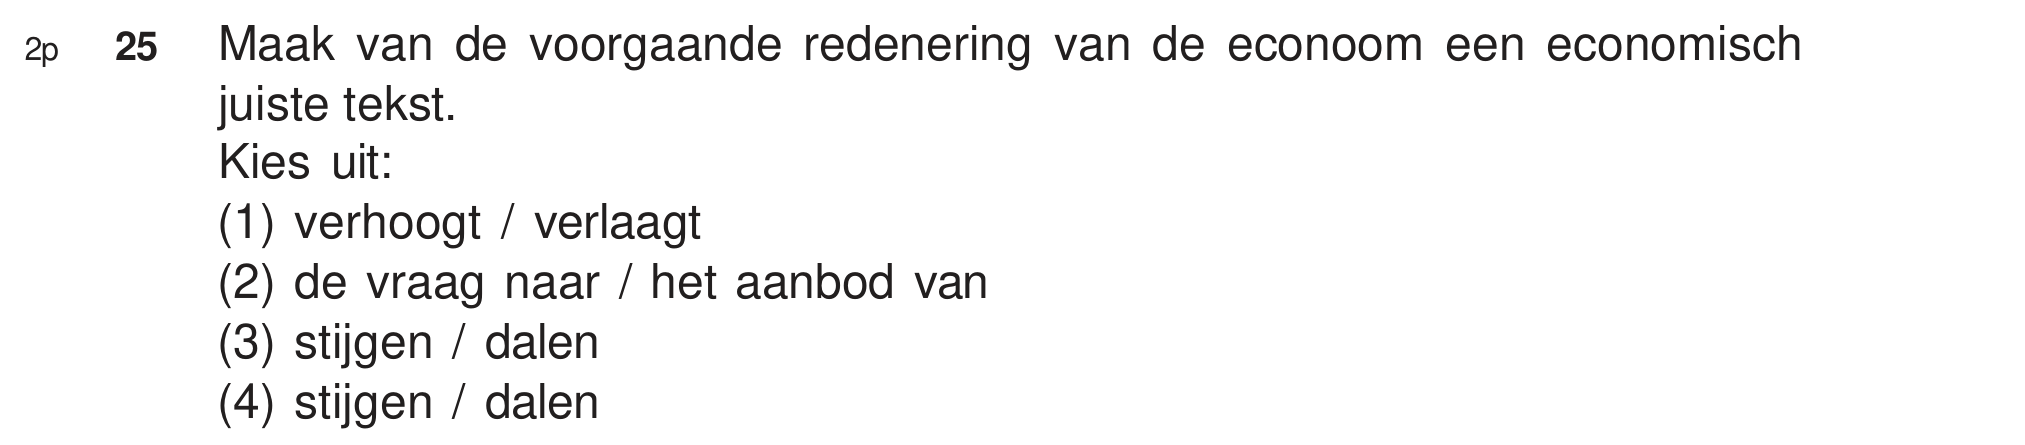 2p 25 Maak van de voorgaande redenering van de econoom een economisch
juiste tekst.
Kies uit:
(1) verhoogt / verlaagt
(2) de vraag naar / het aanbod van
(3) stijgen / dalen
(4) stijgen / dalen